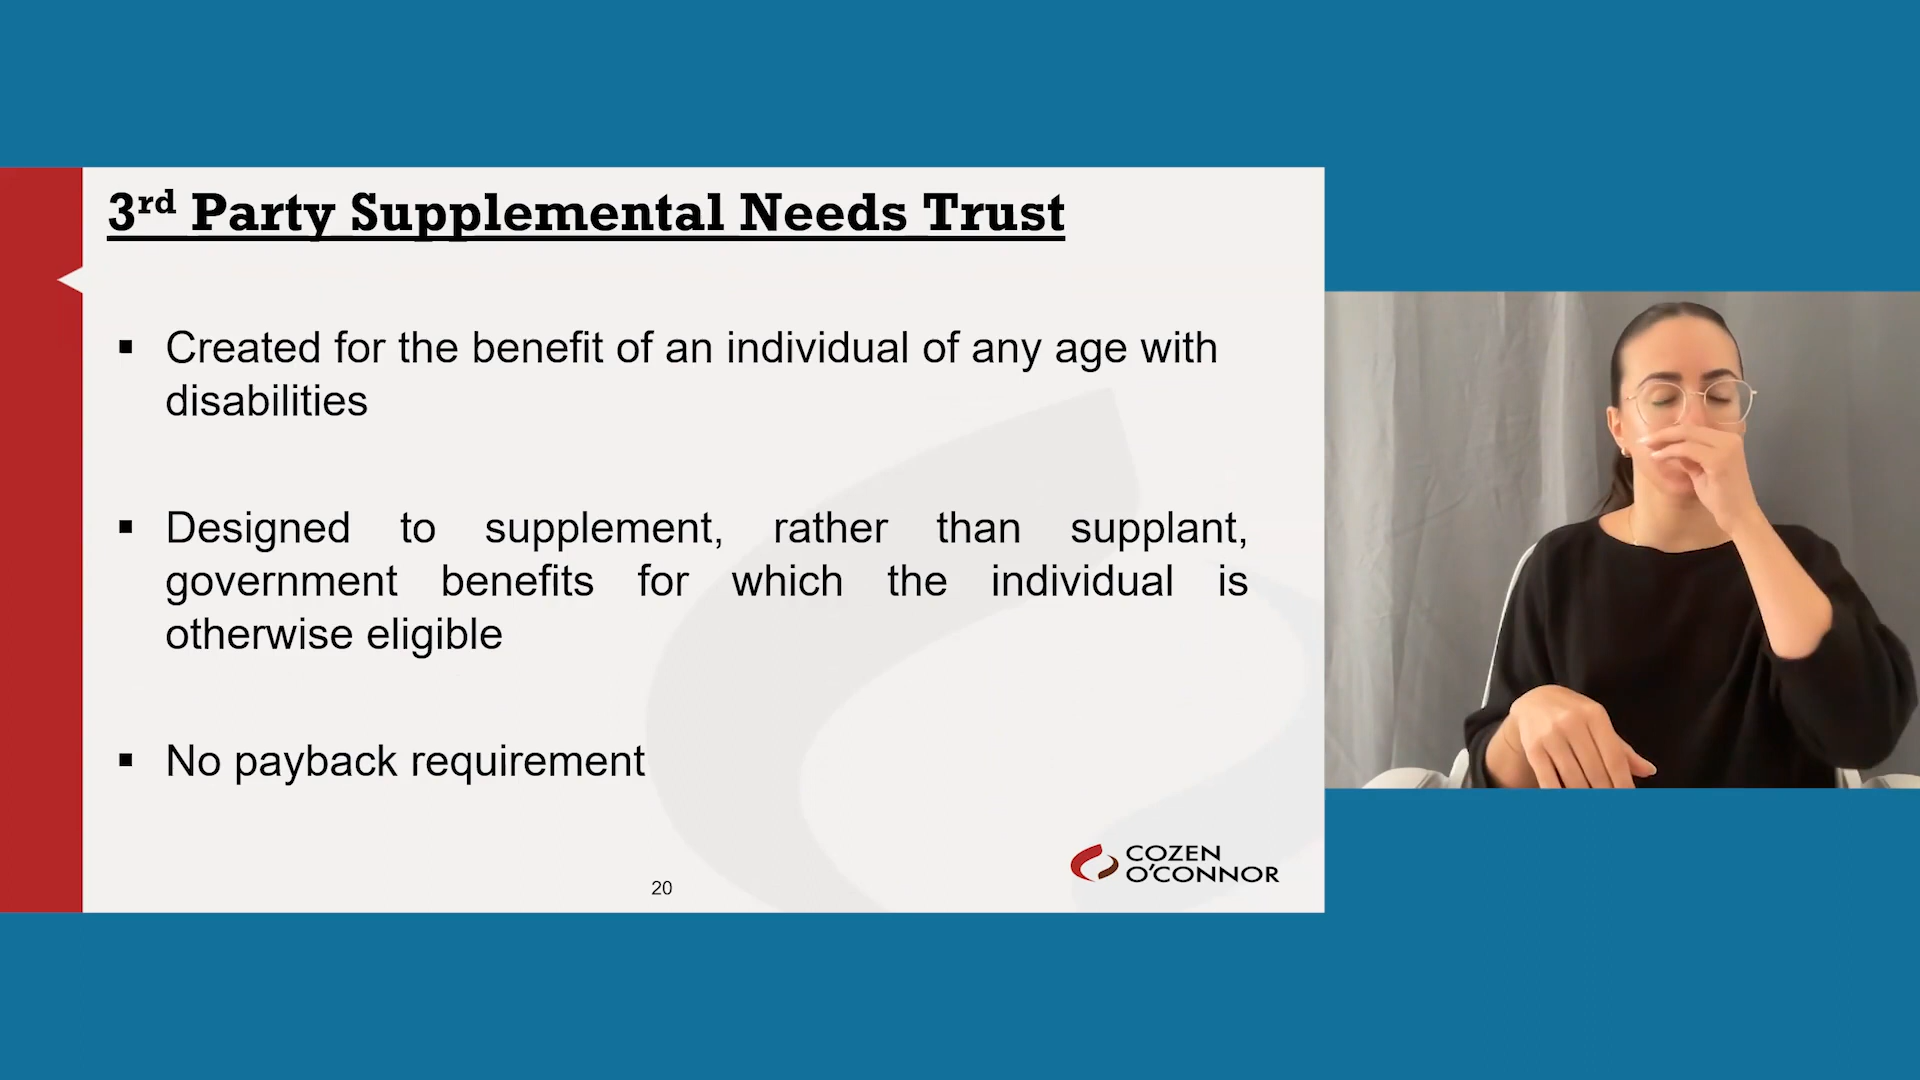 3rd Party Supplemental Needs Trust
▪ Created for the benefit of an individual of any age with
disabilities
▪ Designed to supplement, rather than supplant,
government benefits for which the individual is
otherwise eligible
▪ No payback requirement
COZEN
O'CONNOR
20